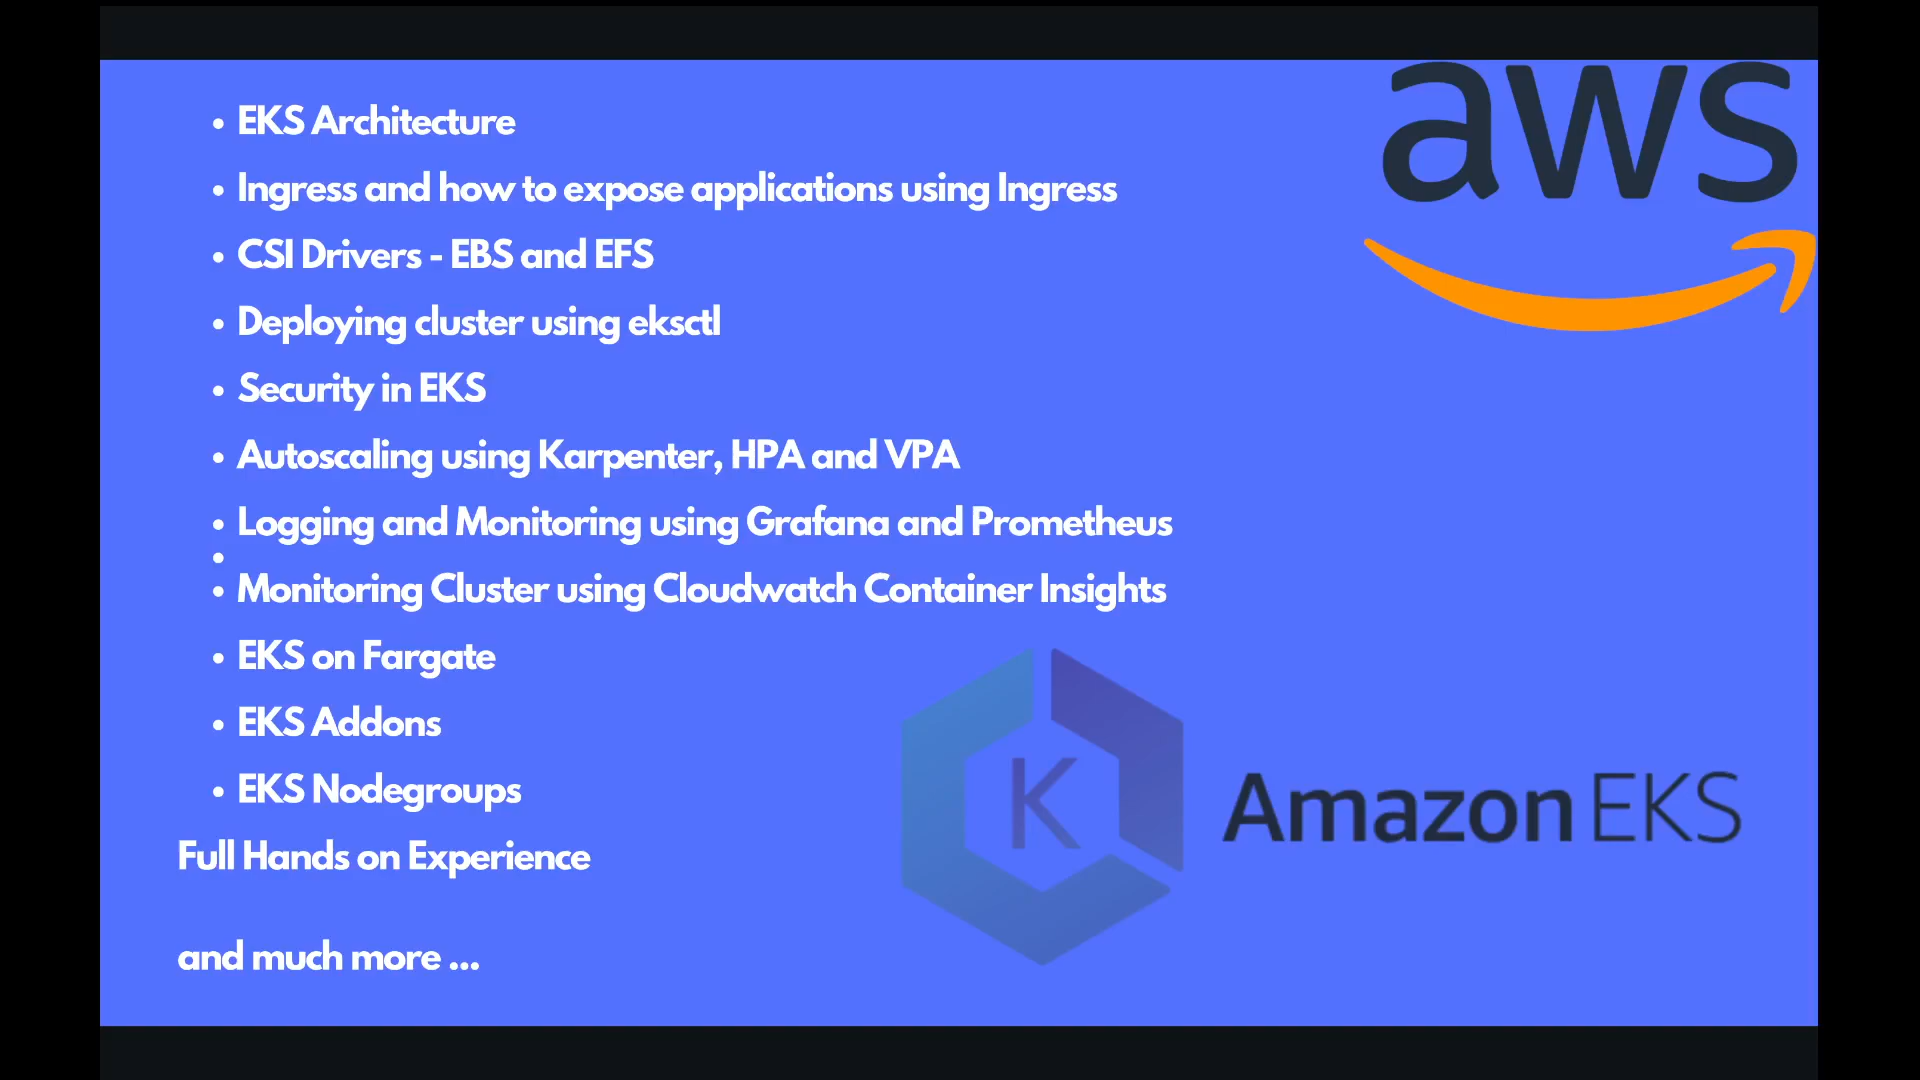 aws
• EKS Architecture
• Ingress and how to expose applications using Ingress
• CSI Drivers - EBS and EFS
• Deploying cluster using eksctl
• Security in EKS
• Autoscaling using Karpenter, HPA and VPA
• Logging and Monitoring using Grafana and Prometheus
•
• Monitoring Cluster using Cloudwatch Container Insights
• EKS on Fargate
• EKS Addons
• EKS Nodegroups
Full Hands on Experience
and much more ...
K
Amazon EKS